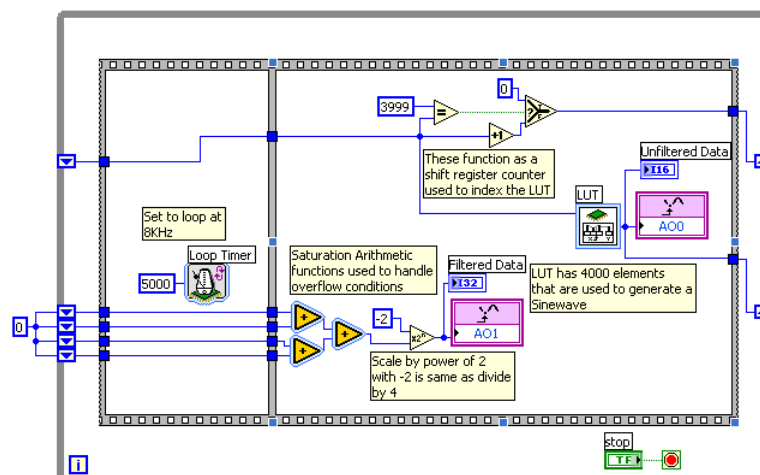 0
3999
=
?
T
F
+1
These function as a
shift register counter
used to index the LUT
Unfiltered Data
I16
LUT
X
Y
AO0
Set to loop at
8KHz
Loop Timer
5000
Saturation Arithmetic
functions used to handle
overflow conditions
Filtered Data
I32
LUT has 4000 elements
that are used to generate a
Sinewave
0
+
+
+
-2
x2ⁿ
AO1
Scale by power of 2
with -2 is same as divide
by 4
stop
TF
i